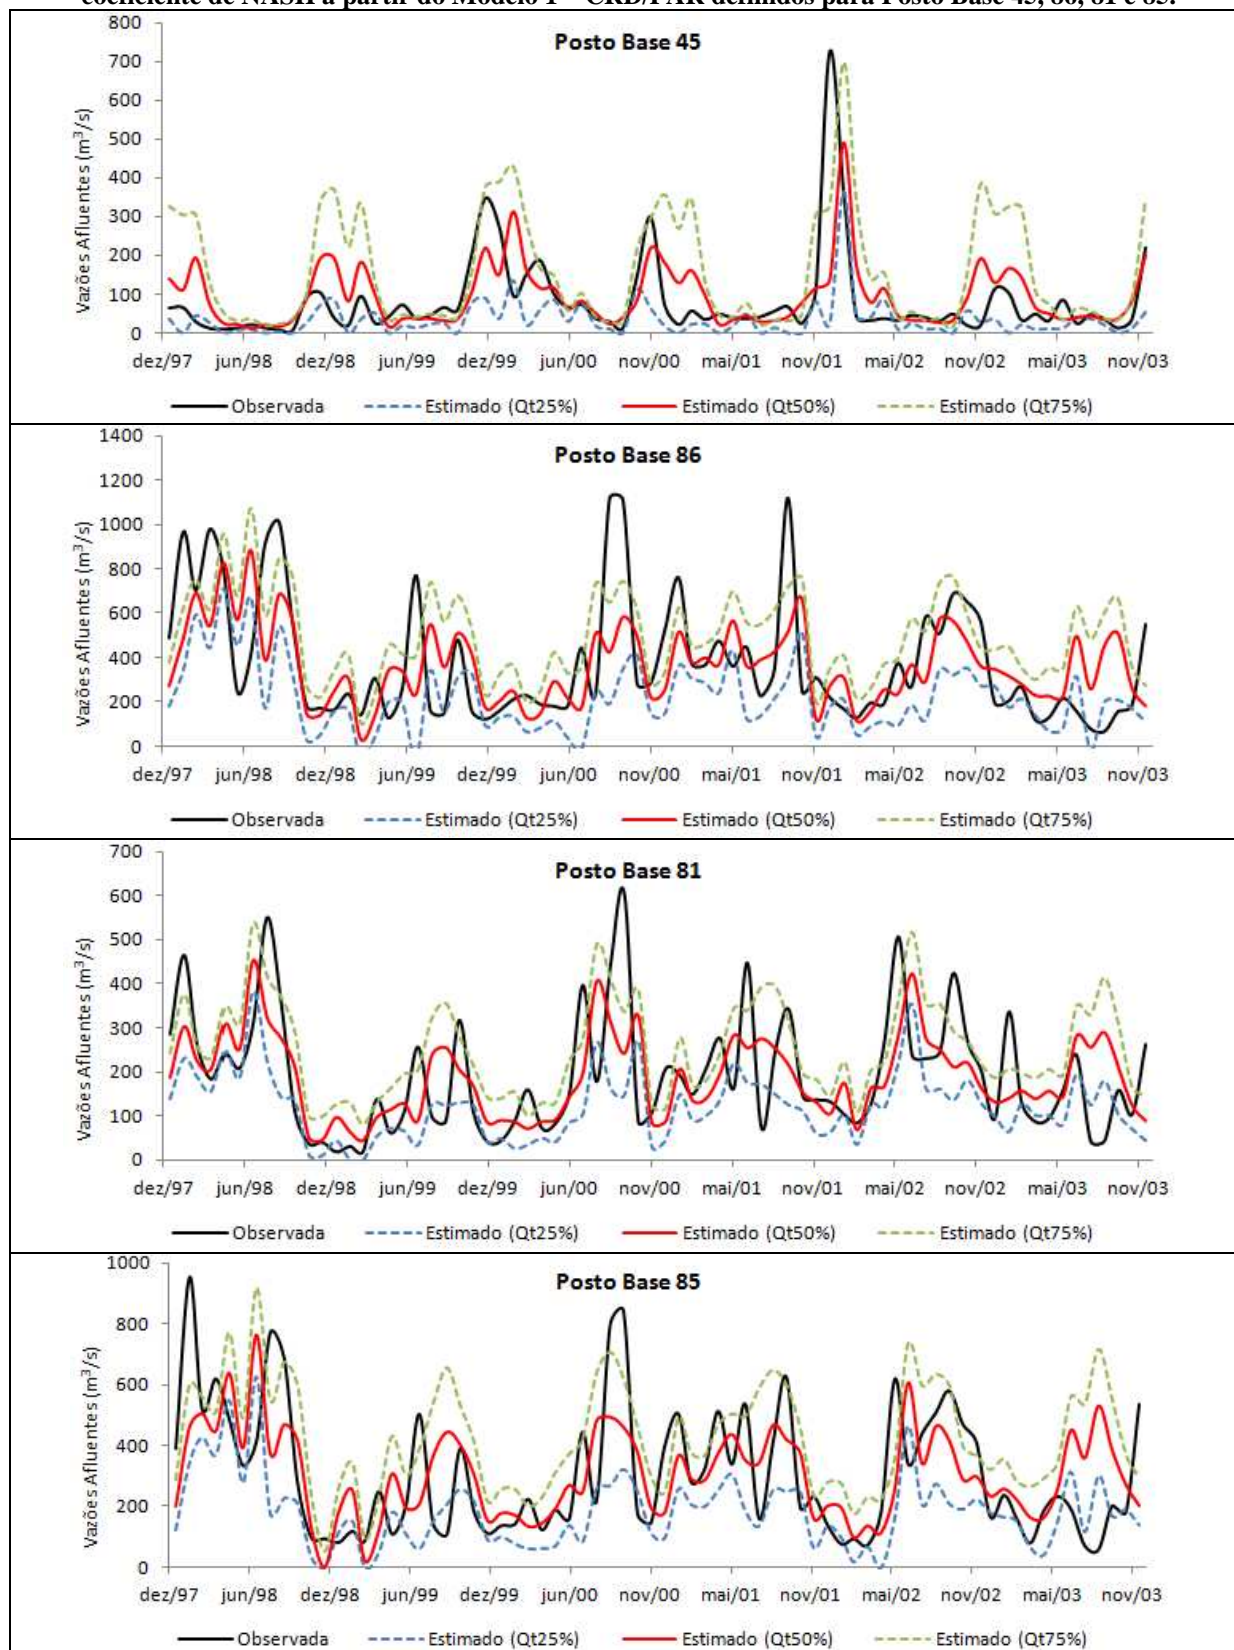 coeficiente de NASH a partir do Modelo 1 – CRD/PAR definidos para Posto Base 45, 86, 81 e 85.
Posto Base 45
Vazões Afluentes (m³/s)
800
700
600
500
400
300
200
100
0
dez/97 jun/98 dez/98 jun/99 dez/99 jun/00 nov/00 mai/01 nov/01 mai/02 nov/02 mai/03 nov/03
Observada Estimado (Qt25%) Estimado (Qt50%) Estimado (Qt75%)
Posto Base 86
Vazões Afluentes (m³/s)
1400
1200
1000
800
600
400
200
0
dez/97 jun/98 dez/98 jun/99 dez/99 jun/00 nov/00 mai/01 nov/01 mai/02 nov/02 mai/03 nov/03
Observada Estimado (Qt25%) Estimado (Qt50%) Estimado (Qt75%)
Posto Base 81
Vazões Afluentes (m³/s)
700
600
500
400
300
200
100
0
dez/97 jun/98 dez/98 jun/99 dez/99 jun/00 nov/00 mai/01 nov/01 mai/02 nov/02 mai/03 nov/03
Observada Estimado (Qt25%) Estimado (Qt50%) Estimado (Qt75%)
Posto Base 85
Vazões Afluentes (m³/s)
1000
800
600
400
200
0
dez/97 jun/98 dez/98 jun/99 dez/99 jun/00 nov/00 mai/01 nov/01 mai/02 nov/02 mai/03 nov/03
Observada Estimado (Qt25%) Estimado (Qt50%) Estimado (Qt75%)